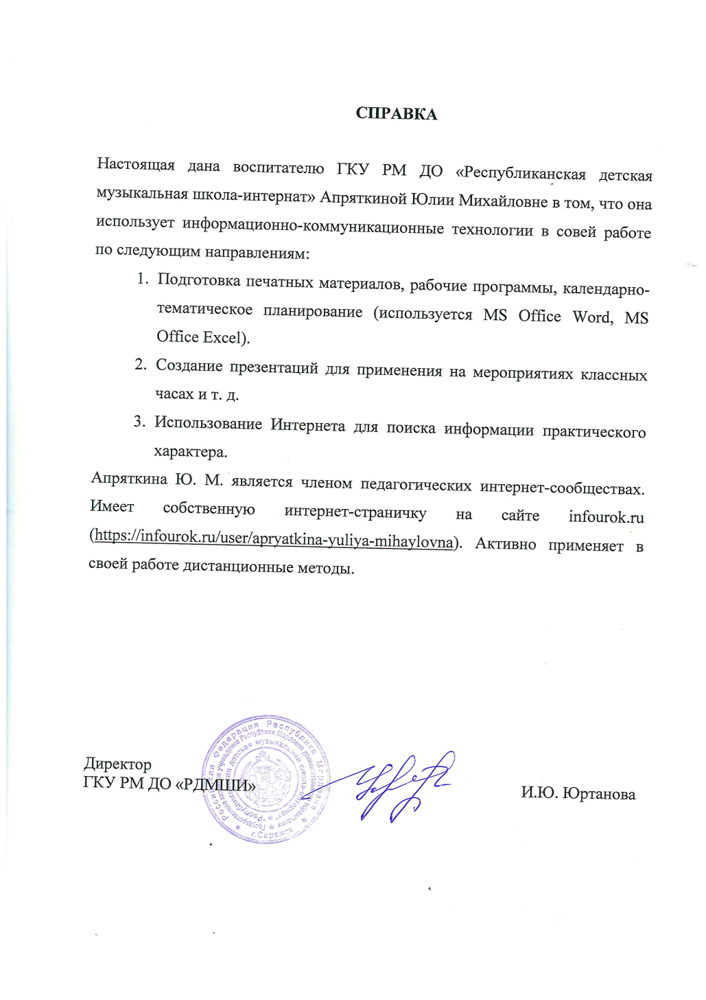 СПРАВКА
Настоящая дана воспитателю ГКУ РМ ДО «Республиканская детская
музыкальная школа-интернат» Апряткиной Юлии Михайловне в том, что она
использует информационно-коммуникационные технологии в совей работе
по следующим направлениям:
1. Подготовка печатных материалов, рабочие программы, календарно-
тематическое планирование (используется MS Office Word, MS
Office Excel).
2. Создание презентаций для применения на мероприятиях классных
часах и т. д.
3. Использование Интернета для поиска информации практического
характера.
Апряткина Ю. М. является членом педагогических интернет-сообществах.
Имеет собственную интернет-страничку на сайте infourok.ru
(https://infourok.ru/user/apryatkina-yuliya-mihaylovna). Активно применяет в
своей работе дистанционные методы.
Директор
ГКУ РМ ДО «РДМШИ»
И.Ю. Юртанова
Российская Федерация Республика Мордовия
Государственное казенное учреждение Республики Мордовия дополнительного образования
"Республиканская детская музыкальная школа-интернат"
г.Саранск